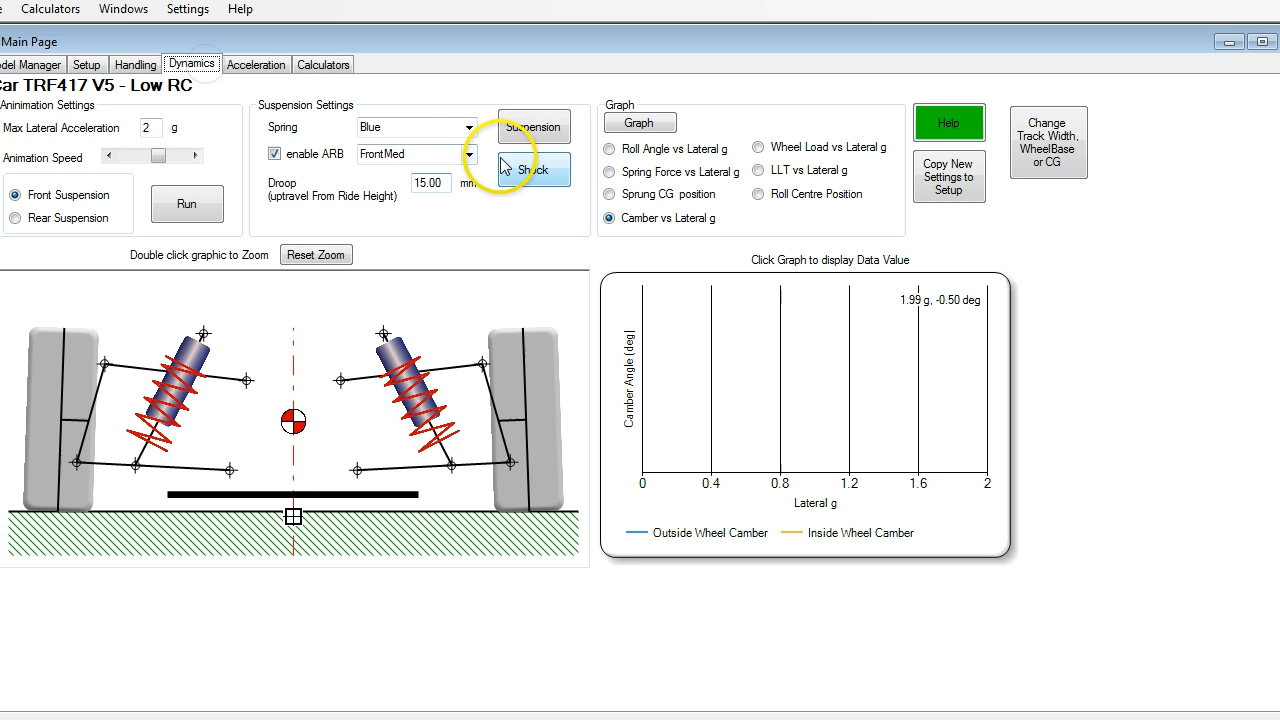 Calculators Windows Settings Help
Main Page
odel Manager Setup Handling Dynamics Acceleration Calculators
Car TRF417 V5 - Low RC
Aninimation Settings
Max Lateral Acceleration 2 g
Animation Speed
Front Suspension
Rear Suspension
Run
Suspension Settings
Spring Blue
enable ARB FrontMed
Droop 15.00 mm
(uptravel From Ride Height)
Suspension
Shock
Graph
Graph
Roll Angle vs Lateral g
Spring Force vs Lateral g
Sprung CG position
Camber vs Lateral g
Wheel Load vs Lateral g
LLT vs Lateral g
Roll Centre Position
Help
Copy New
Settings to
Setup
Change
Track Width,
WheelBase
or CG
Double click graphic to Zoom Reset Zoom
Click Graph to display Data Value
1.99 g, -0.50 deg
Camber Angle [deg]
0 0.4 0.8 1.2 1.6 2
Lateral g
Outside Wheel Camber Inside Wheel Camber